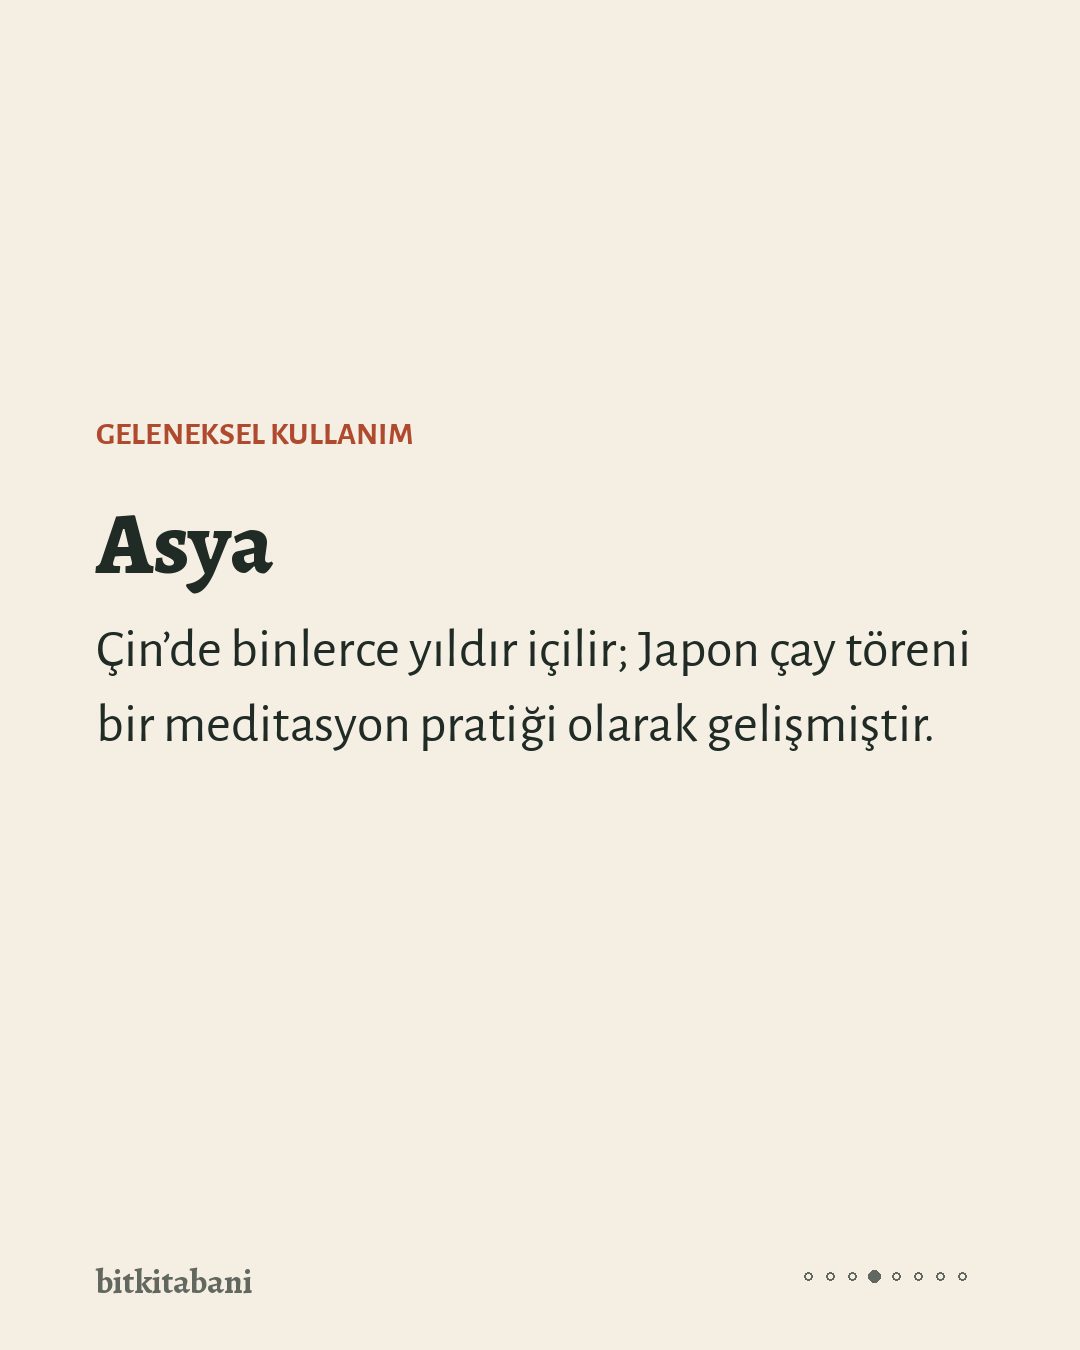 GELENEKSEL KULLANIM
Asya
Çin’de binlerce yıldır içilir; Japon çay töreni
bir meditasyon pratiği olarak gelişmiştir.
bitkitabani